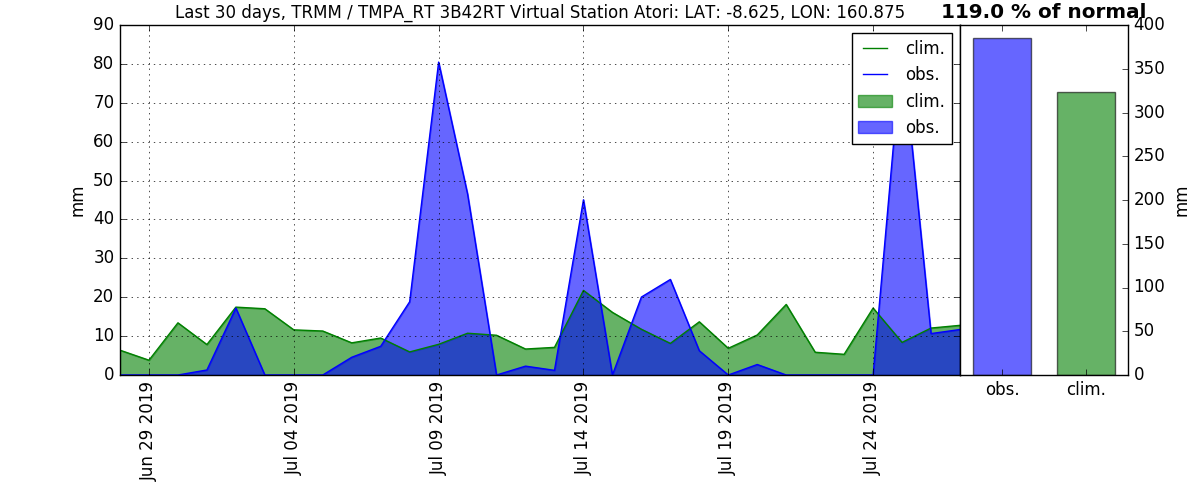 Last 30 days, TRMM / TMPA_RT 3B42RT Virtual Station Atori: LAT: -8.625, LON: 160.875
119.0 % of normal
90
80
70
60
50
40
30
20
10
0
mm
clim.
obs.
clim.
obs.
400
350
300
250
200
150
100
50
0
mm
Jun 29 2019
Jul 04 2019
Jul 09 2019
Jul 14 2019
Jul 19 2019
Jul 24 2019
obs.
clim.